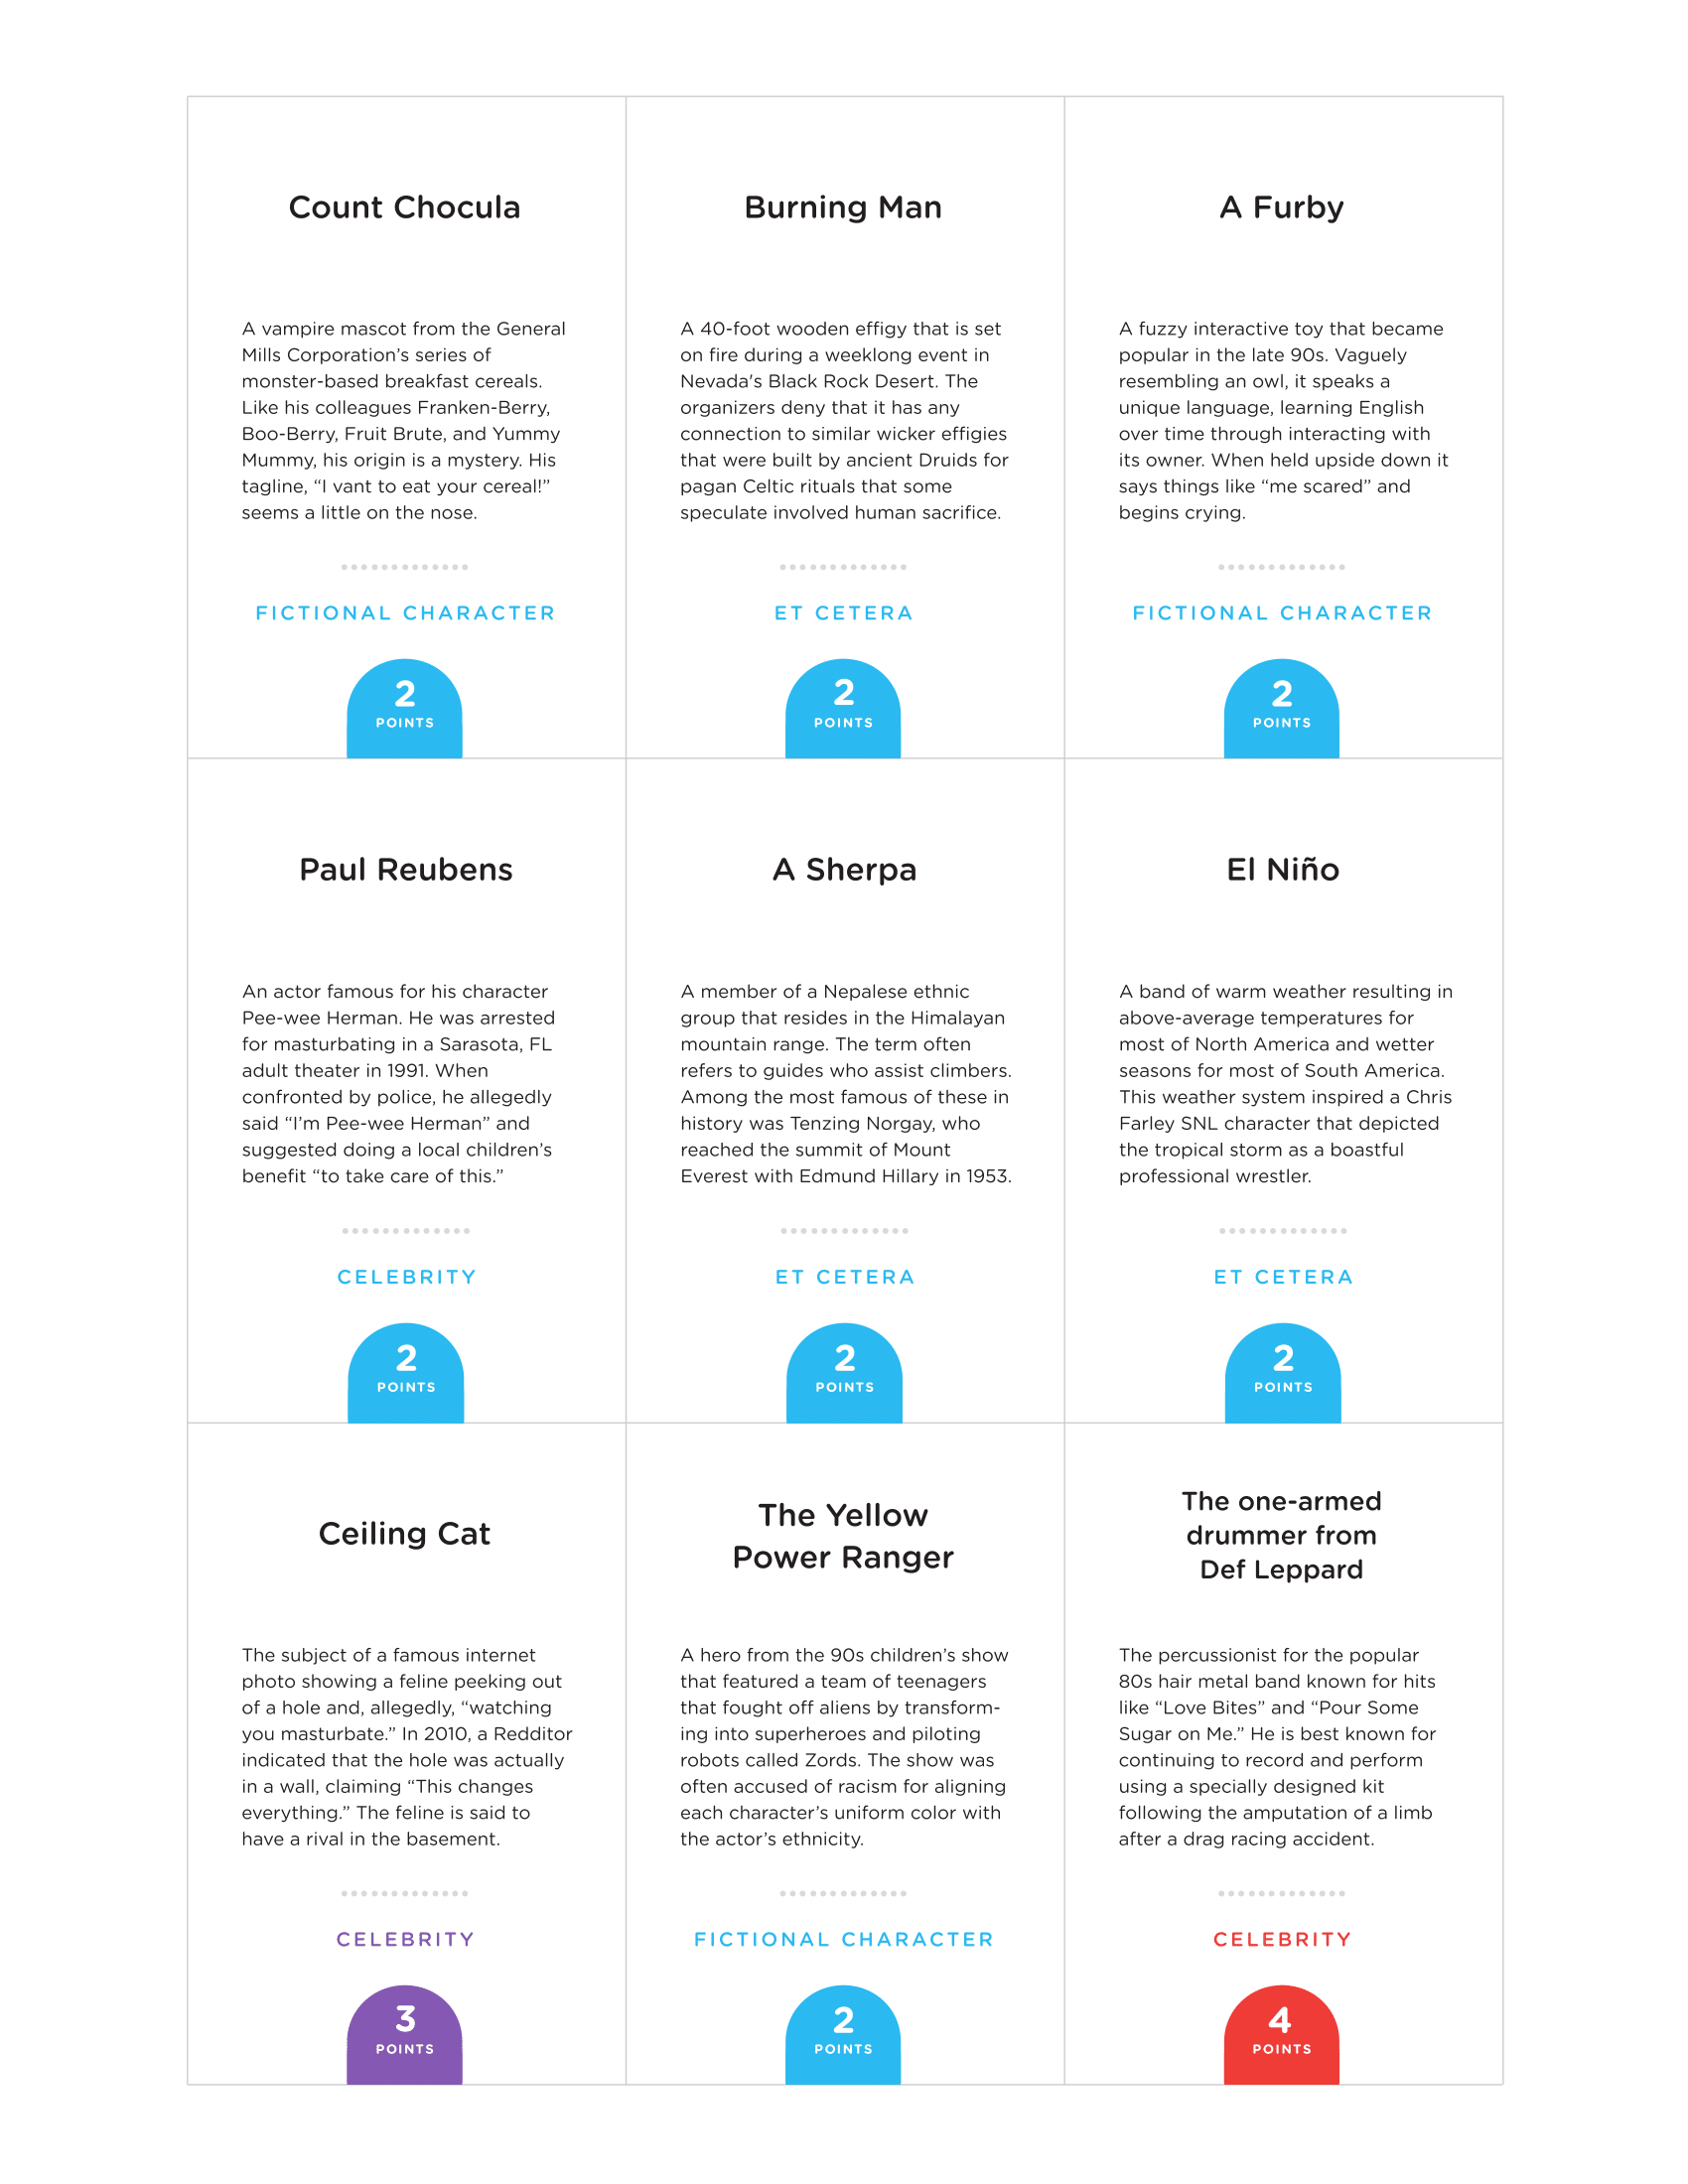 Count Chocula
A vampire mascot from the General
Mills Corporation’s series of
monster-based breakfast cereals.
Like his colleagues Franken-Berry,
Boo-Berry, Fruit Brute, and Yummy
Mummy, his origin is a mystery. His
tagline, “I vant to eat your cereal!”
seems a little on the nose.
FICTIONAL CHARACTER
2
POINTS
Burning Man
A 40-foot wooden effigy that is set
on fire during a weeklong event in
Nevada's Black Rock Desert. The
organizers deny that it has any
connection to similar wicker effigies
that were built by ancient Druids for
pagan Celtic rituals that some
speculate involved human sacrifice.
ET CETERA
2
POINTS
A Furby
A fuzzy interactive toy that became
popular in the late 90s. Vaguely
resembling an owl, it speaks a
unique language, learning English
over time through interacting with
its owner. When held upside down it
says things like “me scared” and
begins crying.
FICTIONAL CHARACTER
2
POINTS
Paul Reubens
An actor famous for his character
Pee-wee Herman. He was arrested
for masturbating in a Sarasota, FL
adult theater in 1991. When
confronted by police, he allegedly
said “I’m Pee-wee Herman” and
suggested doing a local children’s
benefit “to take care of this.”
CELEBRITY
2
POINTS
A Sherpa
A member of a Nepalese ethnic
group that resides in the Himalayan
mountain range. The term often
refers to guides who assist climbers.
Among the most famous of these in
history was Tenzing Norgay, who
reached the summit of Mount
Everest with Edmund Hillary in 1953.
ET CETERA
2
POINTS
El Niño
A band of warm weather resulting in
above-average temperatures for
most of North America and wetter
seasons for most of South America.
This weather system inspired a Chris
Farley SNL character that depicted
the tropical storm as a boastful
professional wrestler.
ET CETERA
2
POINTS
Ceiling Cat
The subject of a famous internet
photo showing a feline peeking out
of a hole and, allegedly, “watching
you masturbate.” In 2010, a Redditor
indicated that the hole was actually
in a wall, claiming “This changes
everything.” The feline is said to
have a rival in the basement.
CELEBRITY
3
POINTS
The Yellow
Power Ranger
A hero from the 90s children’s show
that featured a team of teenagers
that fought off aliens by transform-
ing into superheroes and piloting
robots called Zords. The show was
often accused of racism for aligning
each character’s uniform color with
the actor’s ethnicity.
FICTIONAL CHARACTER
2
POINTS
The one-armed
drummer from
Def Leppard
The percussionist for the popular
80s hair metal band known for hits
like “Love Bites” and “Pour Some
Sugar on Me.” He is best known for
continuing to record and perform
using a specially designed kit
following the amputation of a limb
after a drag racing accident.
CELEBRITY
4
POINTS